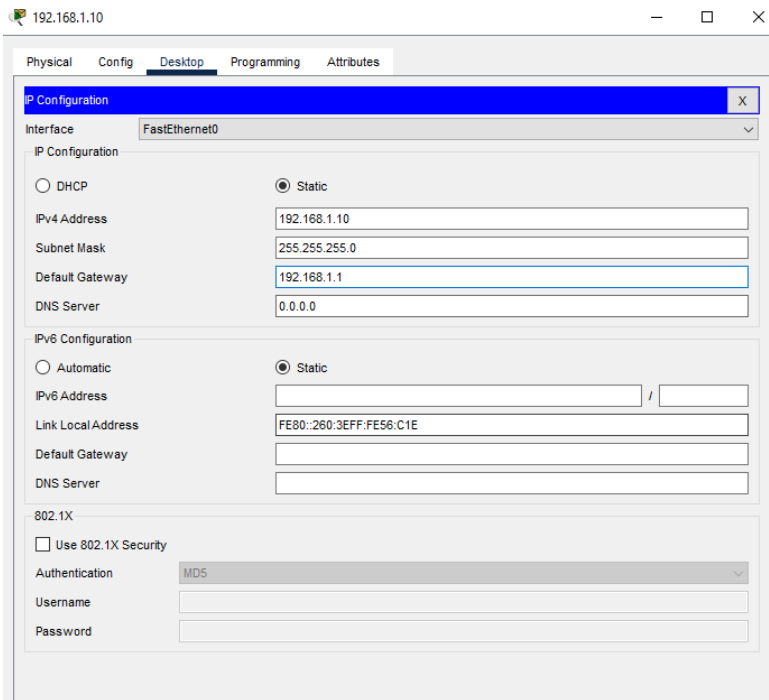 192.168.1.10
Physical Config Desktop Programming Attributes
IP Configuration X
Interface FastEthernet0
IP Configuration
DHCP Static
IPv4 Address 192.168.1.10
Subnet Mask 255.255.255.0
Default Gateway 192.168.1.1
DNS Server 0.0.0.0
IPv6 Configuration
Automatic Static
IPv6 Address /
Link Local Address FE80::260:3EFF:FE56:C1E
Default Gateway
DNS Server
802.1X
Use 802.1X Security
Authentication MD5
Username
Password